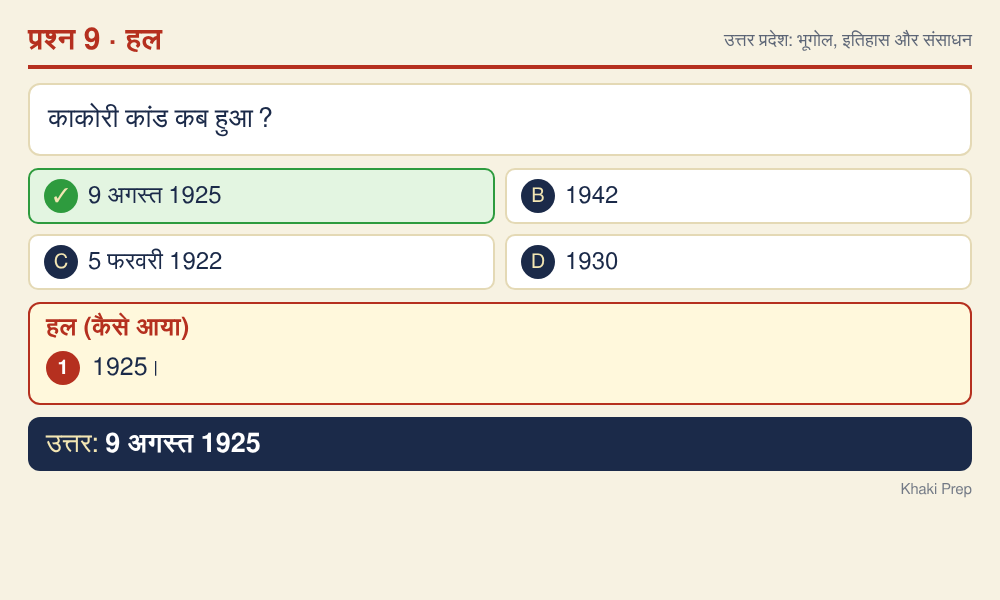 प्रश्न 9 · हल
उत्तर प्रदेश: भूगोल, इतिहास और संसाधन
काकोरी कांड कब हुआ ?
✓ 9 अगस्त 1925
B 1942
C 5 फरवरी 1922
D 1930
हल (कैसे आया)
1 1925।
उत्तर: 9 अगस्त 1925
Khaki Prep